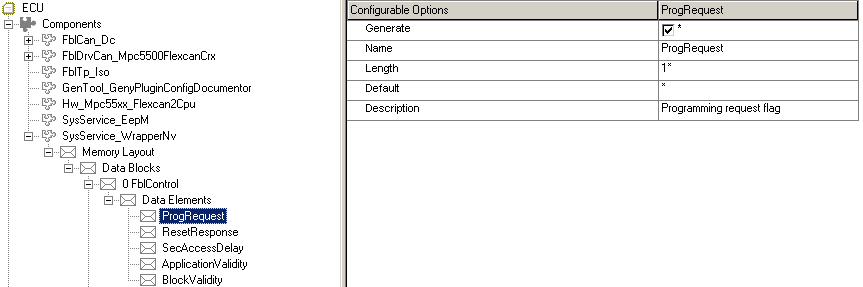 ECU
Components
FblCan_Dc
FblDrvCan_Mpc5500FlexcanCrx
FblTp_Iso
GenTool_GenyPluginConfigDocumentor
Hw_Mpc55xx_Flexcan2Cpu
SysService_EepM
SysService_WrapperNv
Memory Layout
Data Blocks
0 FblControl
Data Elements
ProgRequest
ResetResponse
SecAccessDelay
ApplicationValidity
BlockValidity
Configurable Options ProgRequest
Generate *
Name ProgRequest
Length 1*
Default *
Description Programming request flag